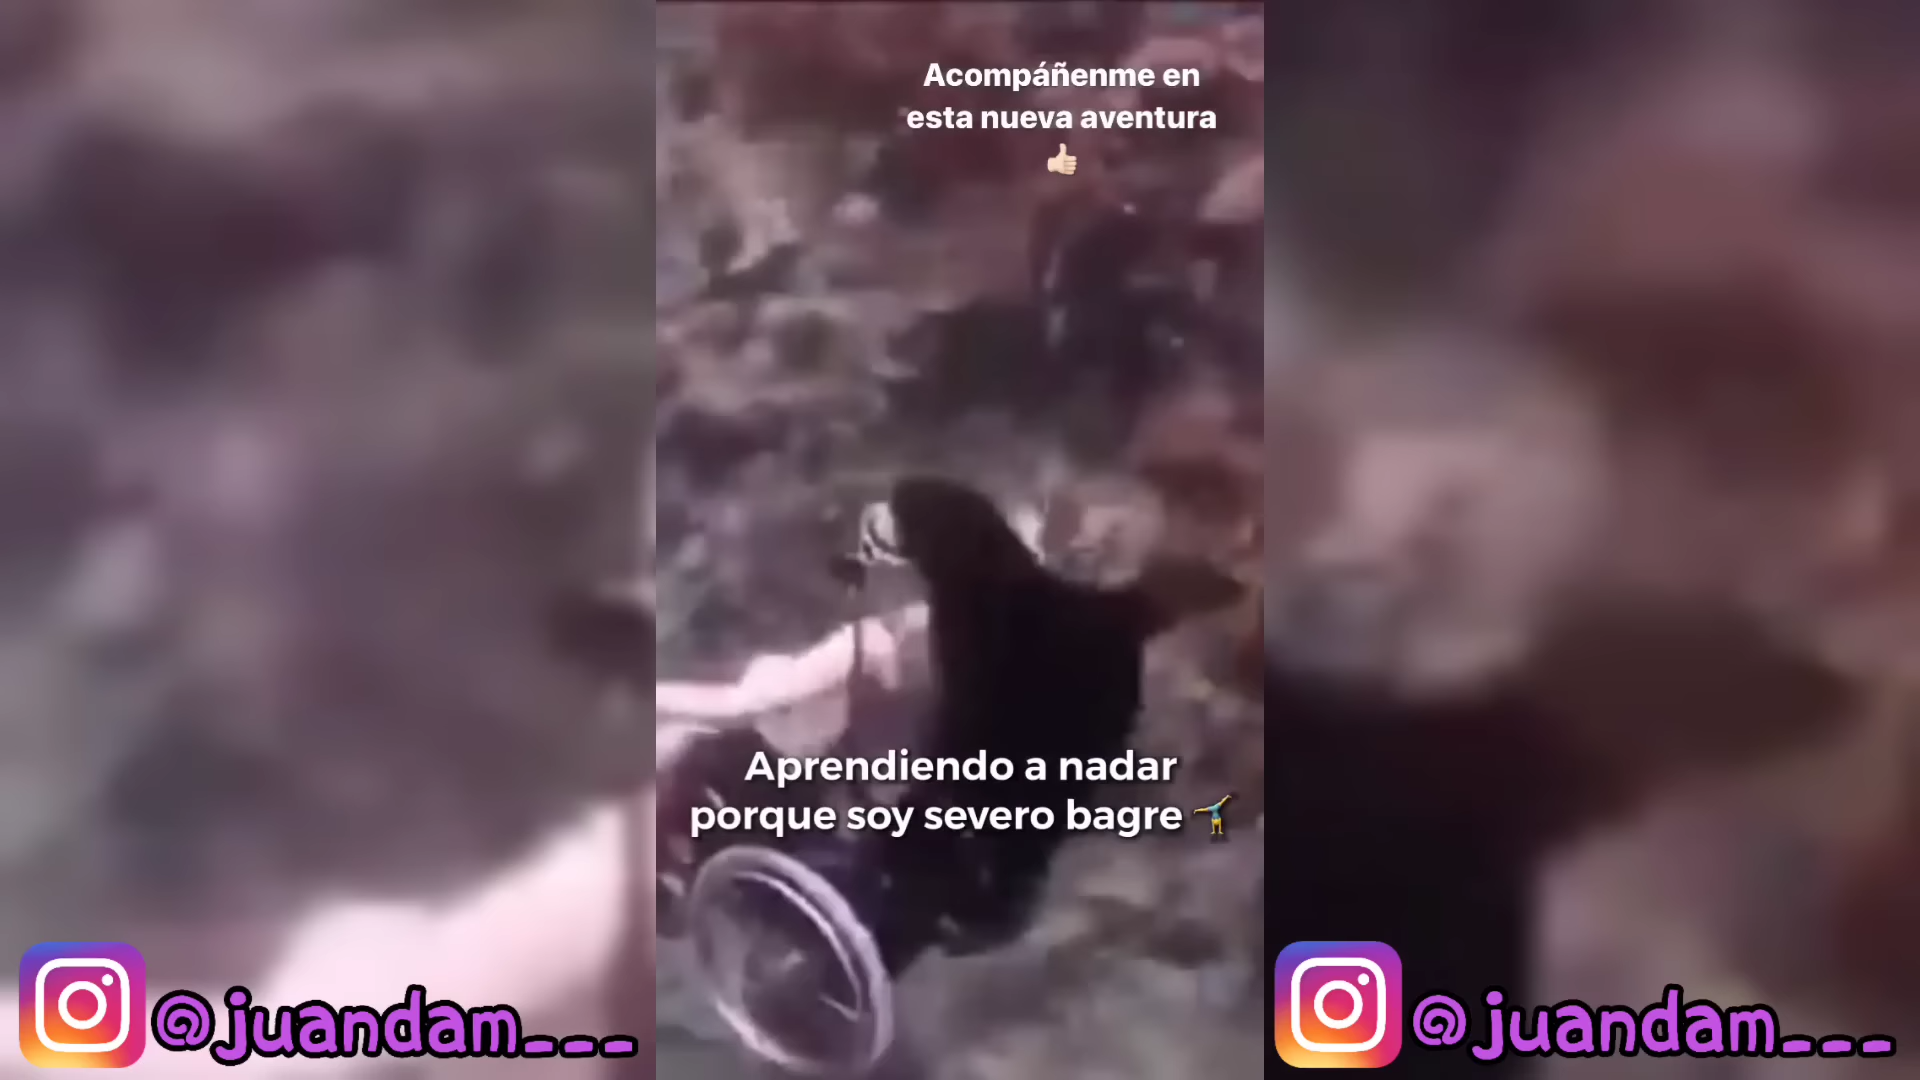 Acompáñenme en
esta nueva aventura
👍🏻
Aprendiendo a nadar
porque soy severo bagre 🤸‍♂️
@juandam___
@juandam___